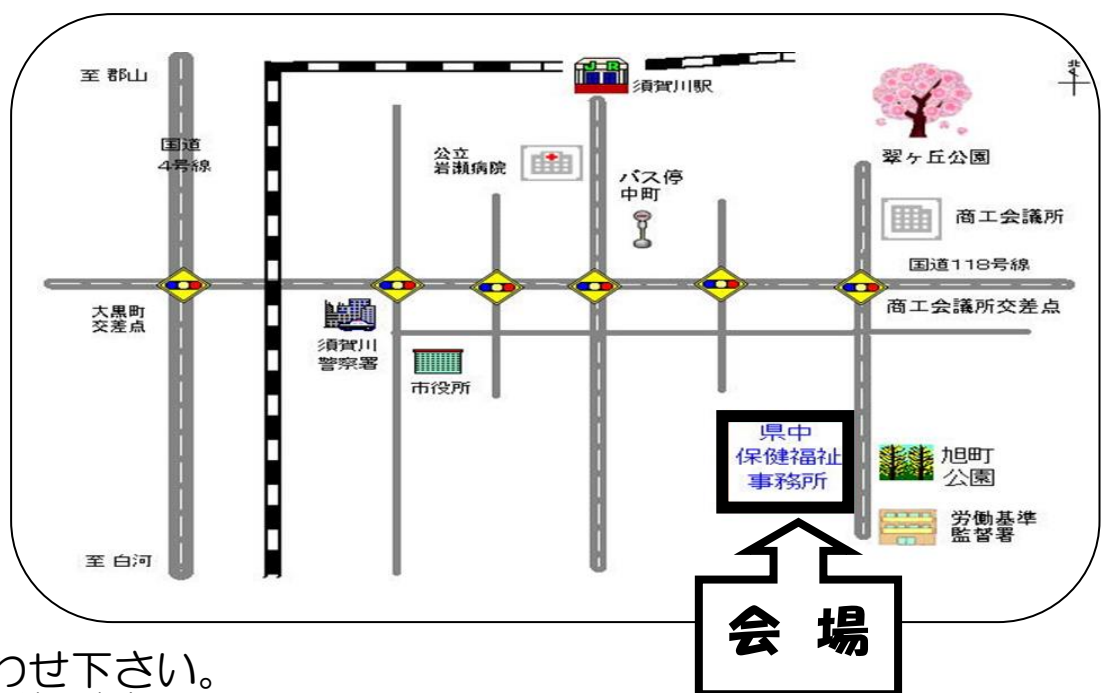 至 郡山
JR
須賀川駅
北
国道
4号線
公立
岩瀬病院
バス停
中町
翠ヶ丘公園
商工会議所
国道118号線
大黒町
交差点
商工会議所交差点
須賀川
警察署
市役所
県中
保健福祉
事務所
旭町
公園
労働基準
監督署
至 白河
会 場
わせ下さい。